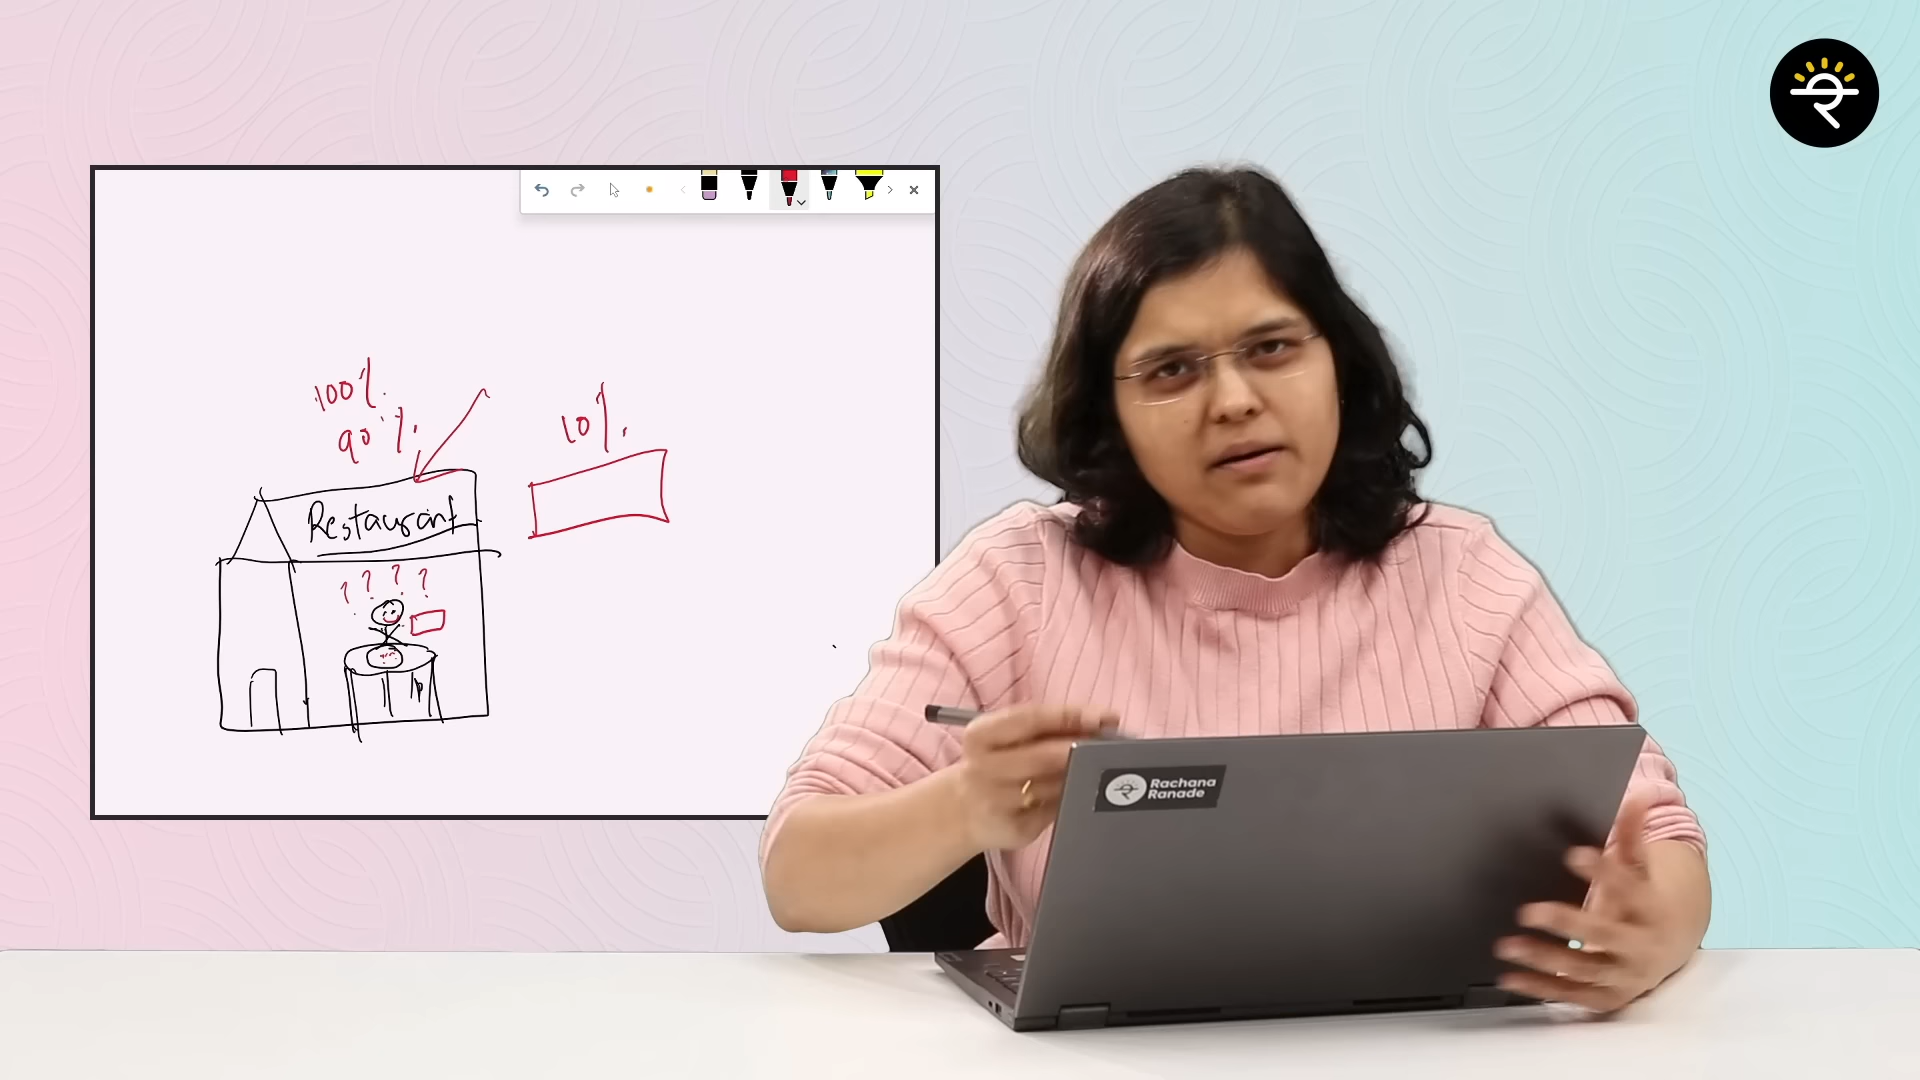 100%.
90%.
10%.
Restaurant
? ? ? ?
Rachana
Ranade